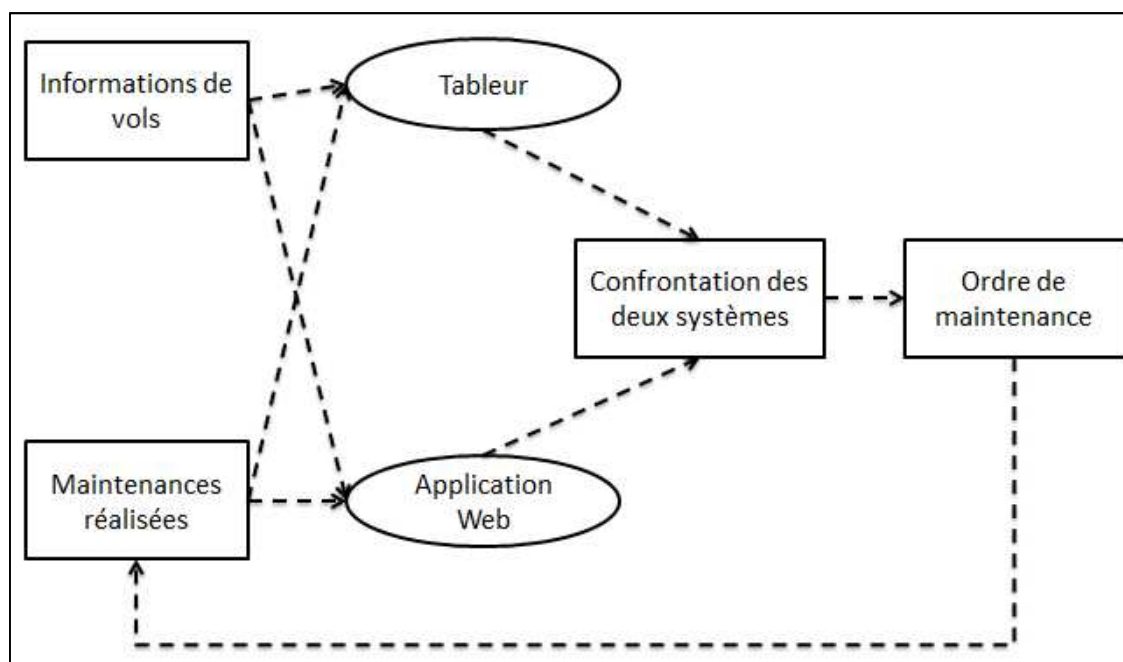 Informations de
vols
Tableur
Confrontation des
deux systèmes
Ordre de
maintenance
Maintenances
réalisées
Application
Web